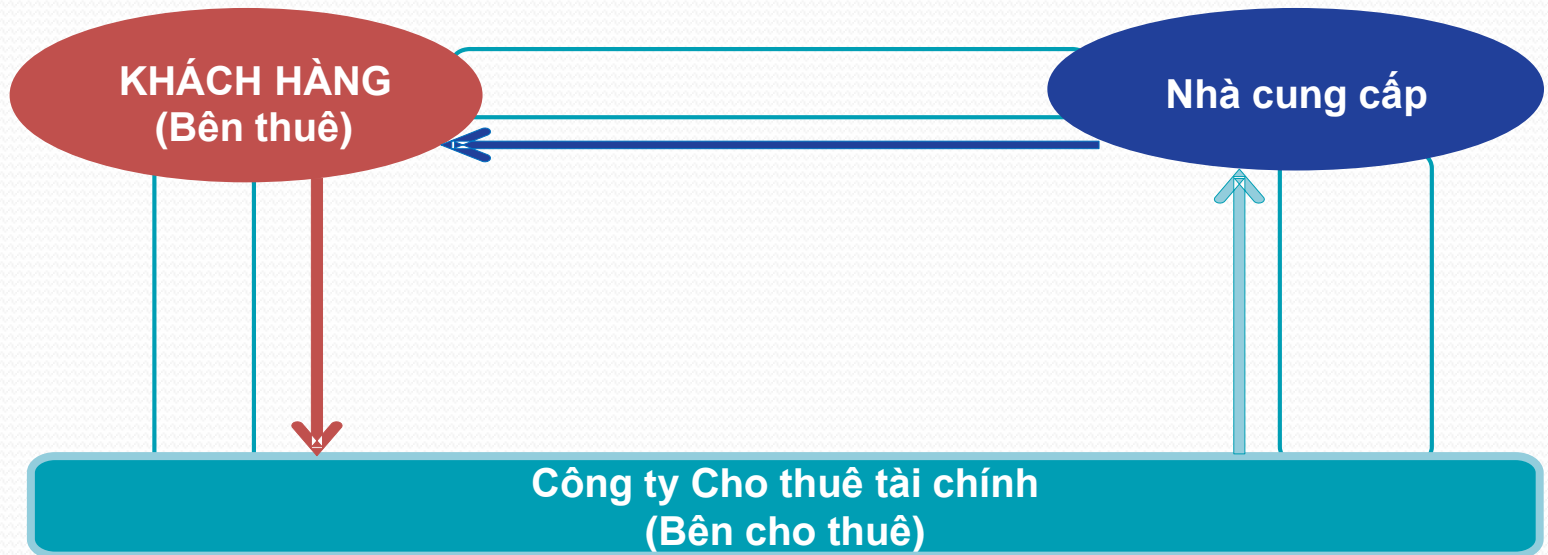 KHÁCH HÀNG
(Bên thuê)
Nhà cung cấp
Công ty Cho thuê tài chính
(Bên cho thuê)